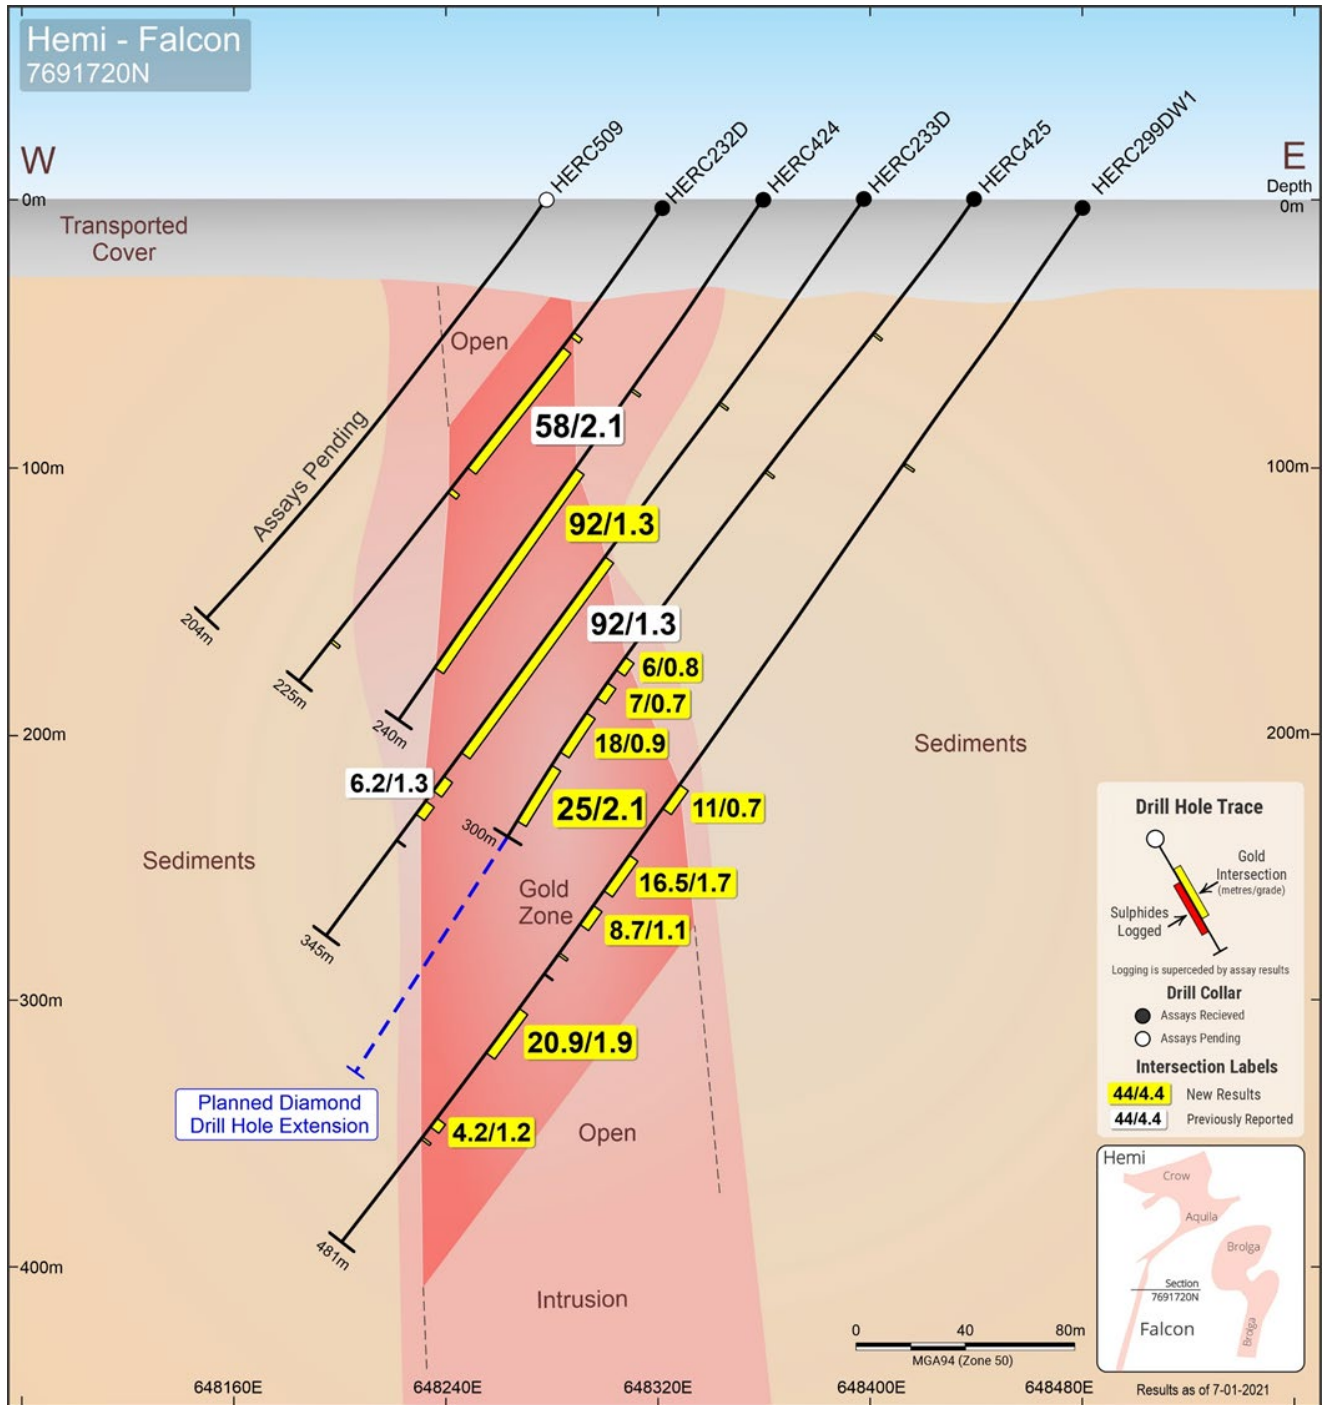 Hemi - Falcon
7691720N
W
E
HERC509
HERC232D
HERC424
HERC233D
HERC425
HERC299DW1
Depth
0m
0m
Transported
Cover
Open
Assays Pending
58/2.1
100m
100m
92/1.3
204m
92/1.3
6/0.8
225m
7/0.7
240m
18/0.9
200m
200m
Sediments
6.2/1.3
25/2.1
11/0.7
300m
Sediments
Gold
Zone
16.5/1.7
8.7/1.1
345m
300m
20.9/1.9
Planned Diamond
Drill Hole Extension
4.2/1.2
Open
481m
400m
Intrusion
Drill Hole Trace
Gold
Intersection
(metres/grade)
Sulphides
Logged
Logging is superceded by assay results
Drill Collar
Assays Recieved
Assays Pending
Intersection Labels
44/4.4 New Results
44/4.4 Previously Reported
Hemi
Crow
Aquila
Brolga
Section
7691720N
Falcon
Brolga
0 40 80m
MGA94 (Zone 50)
648160E 648240E 648320E 648400E 648480E
Results as of 7-01-2021